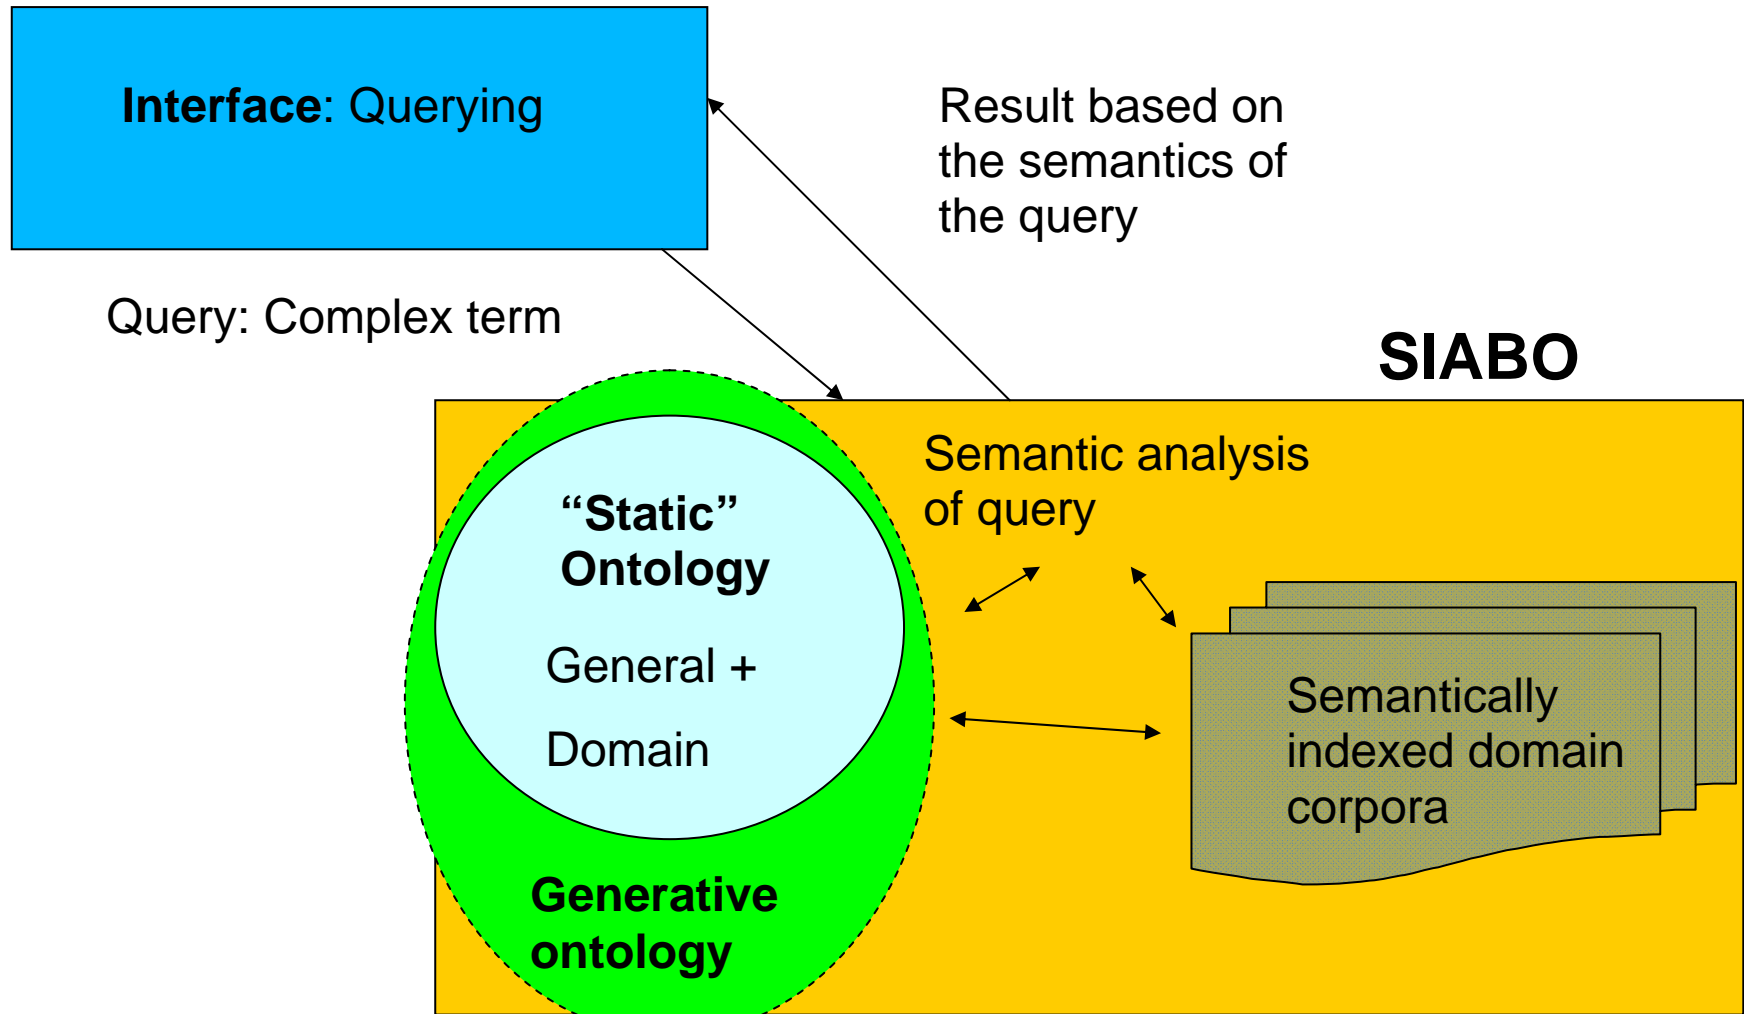 Interface: Querying
Result based on
the semantics of
the query
Query: Complex term
SIABO
Semantic analysis
of query
“Static”
Ontology
General +
Domain
Semantically
indexed domain
corpora
Generative
ontology